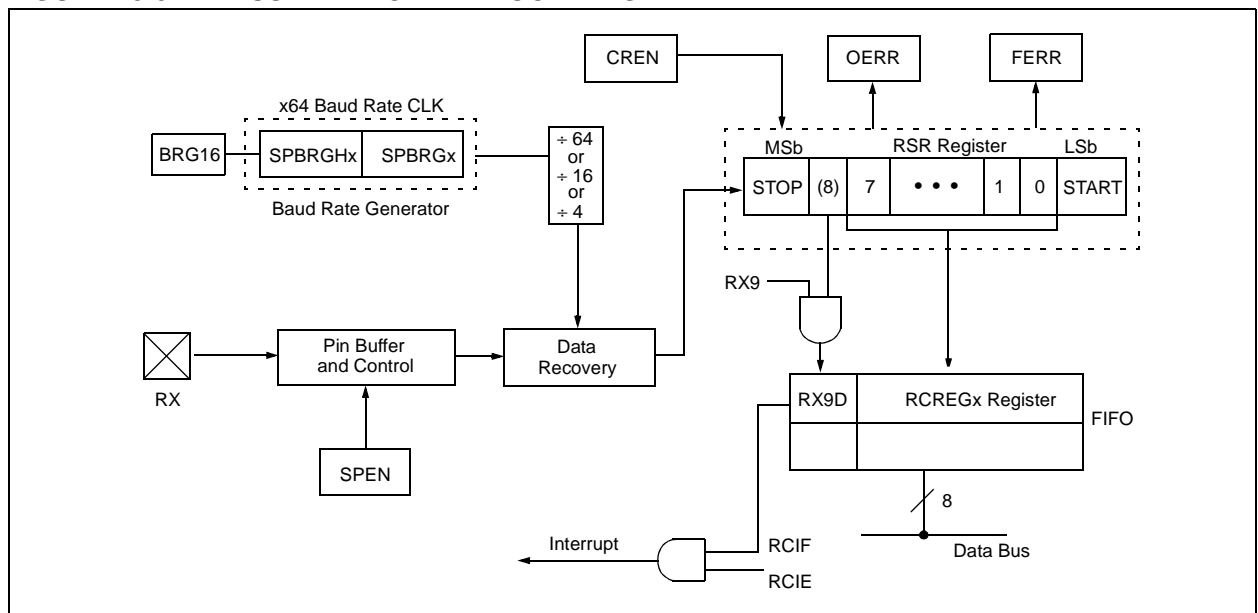 CREN
OERR
FERR
x64 Baud Rate CLK
BRG16
SPBRGHx
SPBRGx
Baud Rate Generator
÷ 64
or
÷ 16
or
÷ 4
MSb
RSR Register
LSb
STOP
(8)
7
• • •
1
0
START
RX9
RX
Pin Buffer
and Control
Data
Recovery
SPEN
RX9D
RCREGx Register
FIFO
8
Data Bus
Interrupt
RCIF
RCIE